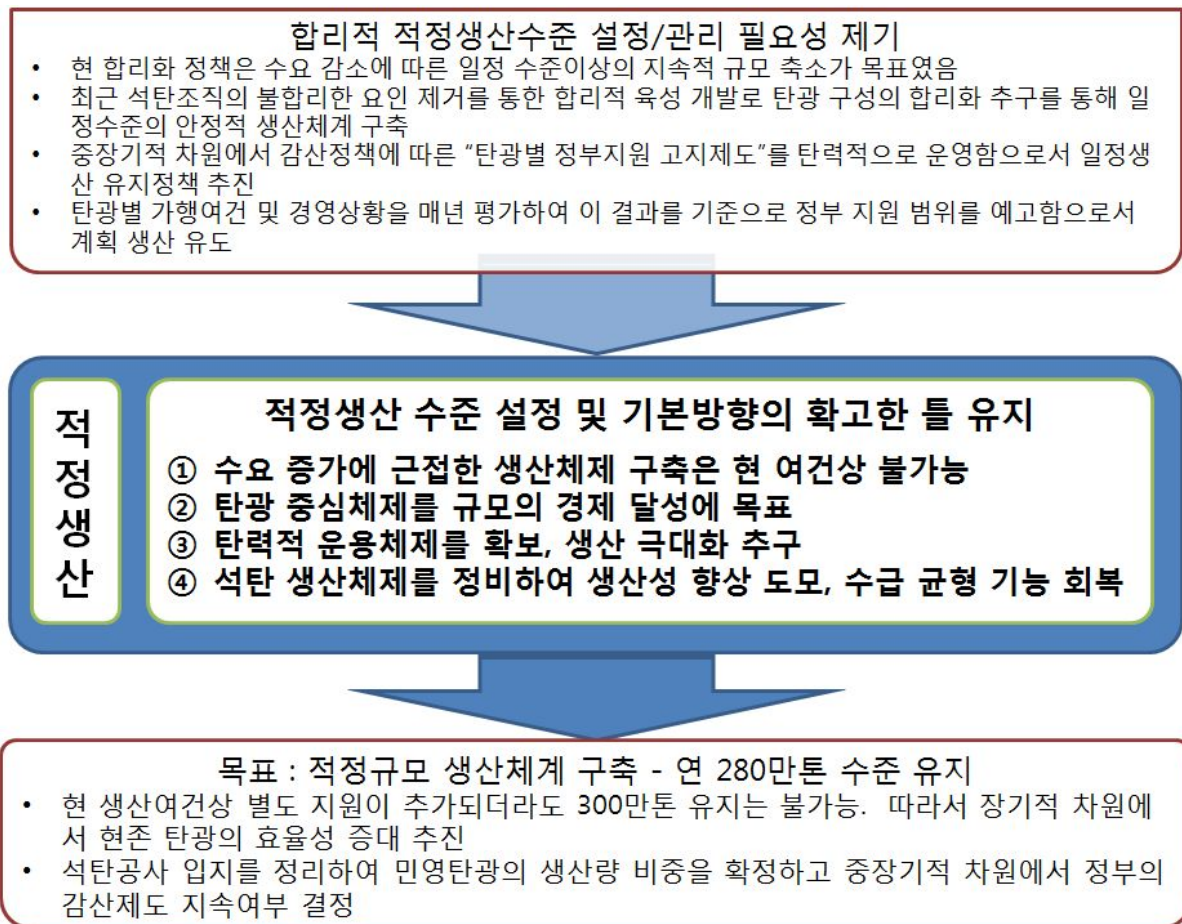 합리적 적정생산수준 설정/관리 필요성 제기
• 현 합리화 정책은 수요 감소에 따른 일정 수준이상의 지속적 규모 축소가 목표였음
• 최근 석탄조직의 불합리한 요인 제거를 통한 합리적 육성 개발로 탄광 구성의 합리화 추구를 통해 일
정수준의 안정적 생산체계 구축
• 중장기적 차원에서 감산정책에 따른 “탄광별 정부지원 고지제도”를 탄력적으로 운영함으로서 일정생
산 유지정책 추진
• 탄광별 가행여건 및 경영상황을 매년 평가하여 이 결과를 기준으로 정부 지원 범위를 예고함으로서
계획 생산 유도
적
정
생
산
적정생산 수준 설정 및 기본방향의 확고한 틀 유지
① 수요 증가에 근접한 생산체제 구축은 현 여건상 불가능
② 탄광 중심체제를 규모의 경제 달성에 목표
③ 탄력적 운용체제를 확보, 생산 극대화 추구
④ 석탄 생산체제를 정비하여 생산성 향상 도모, 수급 균형 기능 회복
목표 : 적정규모 생산체계 구축 - 연 280만톤 수준 유지
• 현 생산여건상 별도 지원이 추가되더라도 300만톤 유지는 불가능. 따라서 장기적 차원에
서 현존 탄광의 효율성 증대 추진
• 석탄공사 입지를 정리하여 민영탄광의 생산량 비중을 확정하고 중장기적 차원에서 정부의
감산제도 지속여부 결정